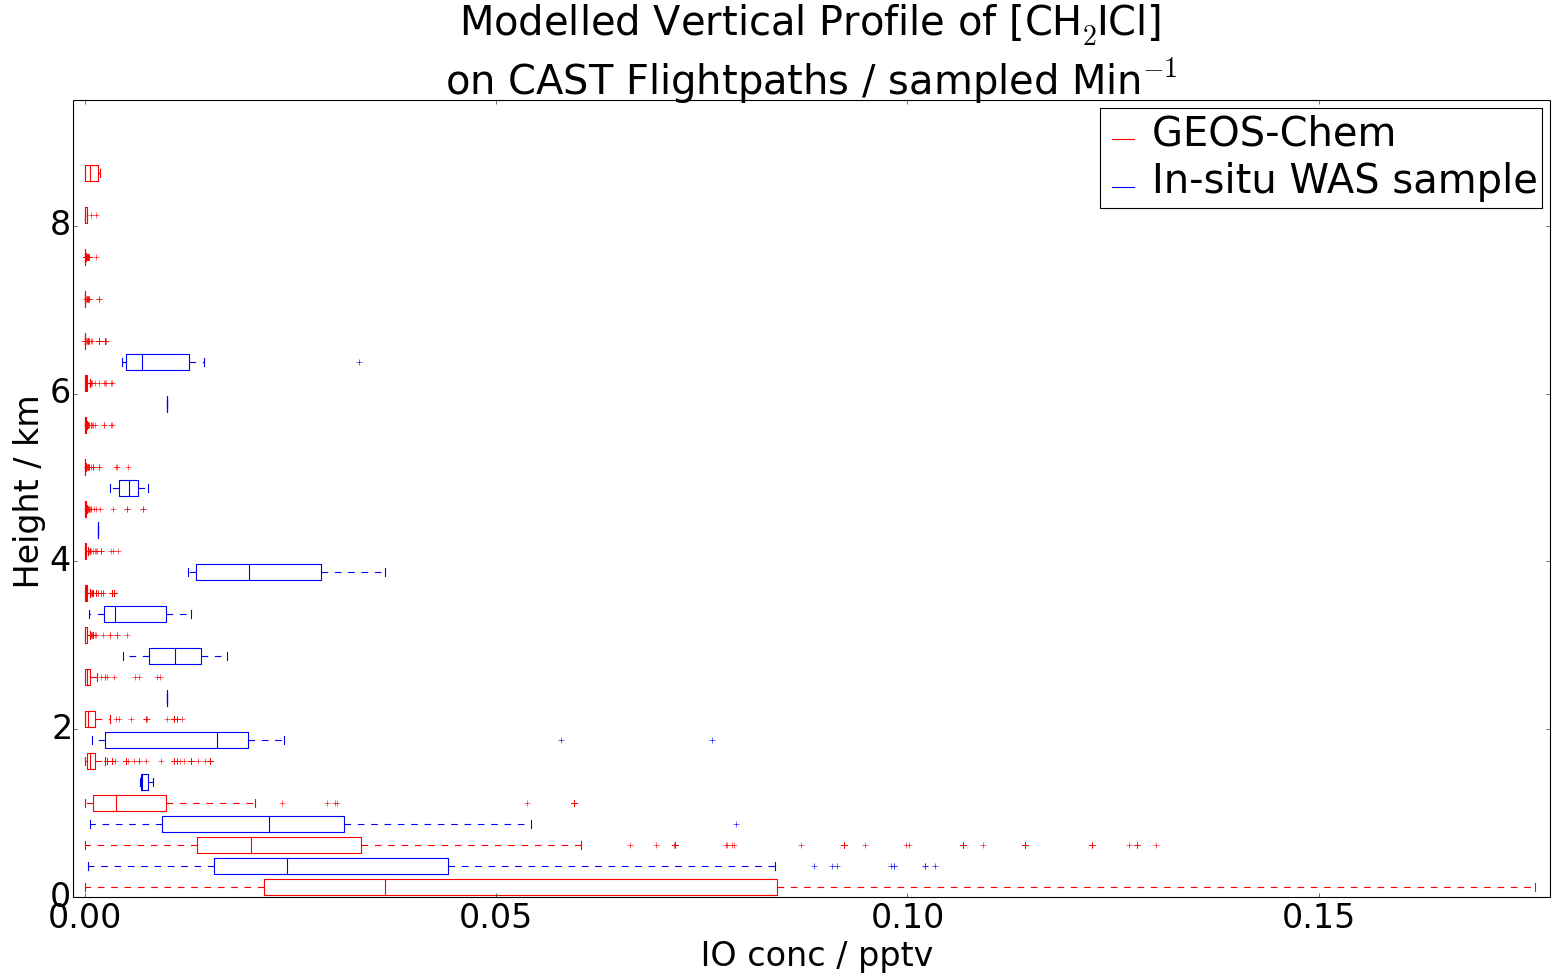 Modelled Vertical Profile of [CH₂ICl]
on CAST Flightpaths / sampled Min⁻¹
GEOS-Chem
In-situ WAS sample
Height / km
8
6
4
2
0
0.00 0.05 0.10 0.15
IO conc / pptv